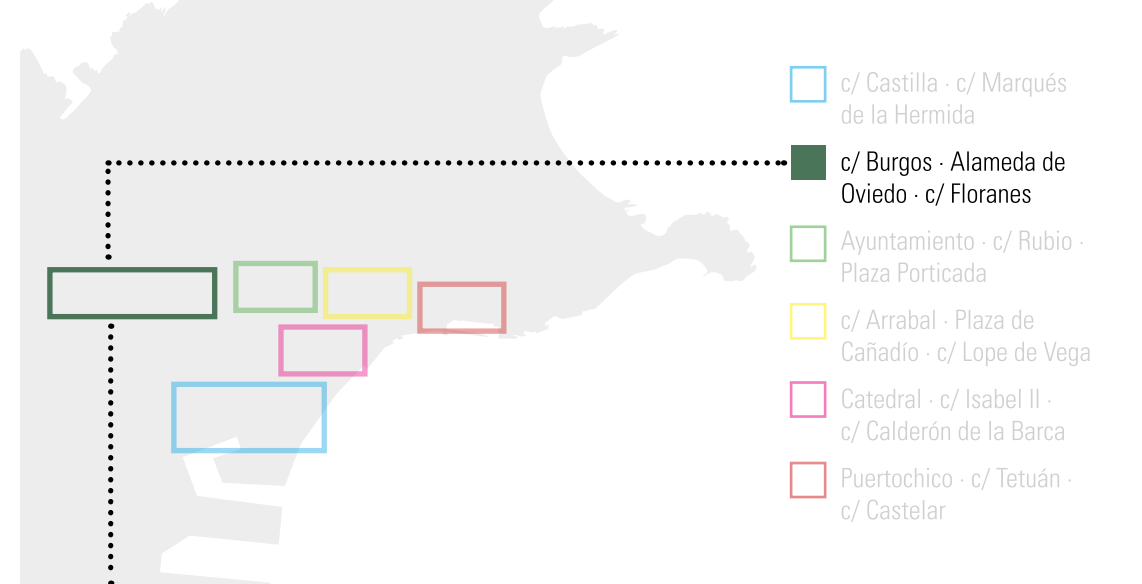 c/ Castilla · c/ Marqués
de la Hermida
c/ Burgos · Alameda de
Oviedo · c/ Floranes
Ayuntamiento · c/ Rubio ·
Plaza Porticada
c/ Arrabal · Plaza de
Cañadío · c/ Lope de Vega
Catedral · c/ Isabel II ·
c/ Calderón de la Barca
Puertochico · c/ Tetuán ·
c/ Castelar